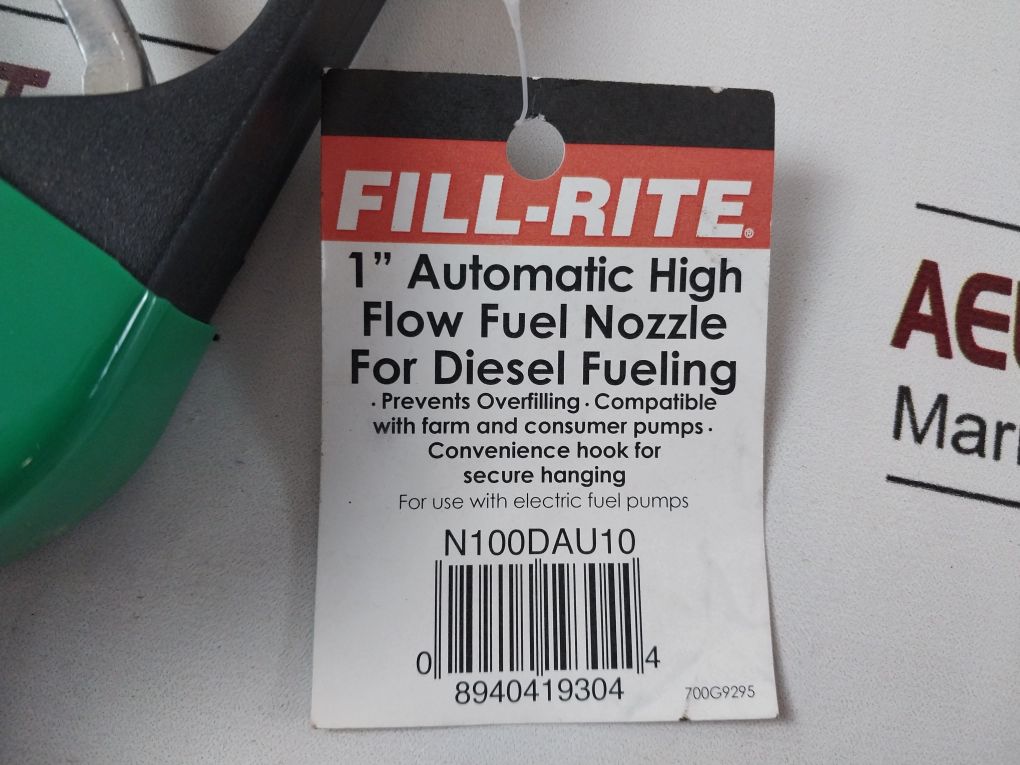 FILL-RITE®
1” Automatic High
Flow Fuel Nozzle
For Diesel Fueling
· Prevents Overfilling · Compatible
with farm and consumer pumps ·
Convenience hook for
secure hanging
For use with electric fuel pumps
N100DAU10
0 8940419304 4
700G9295